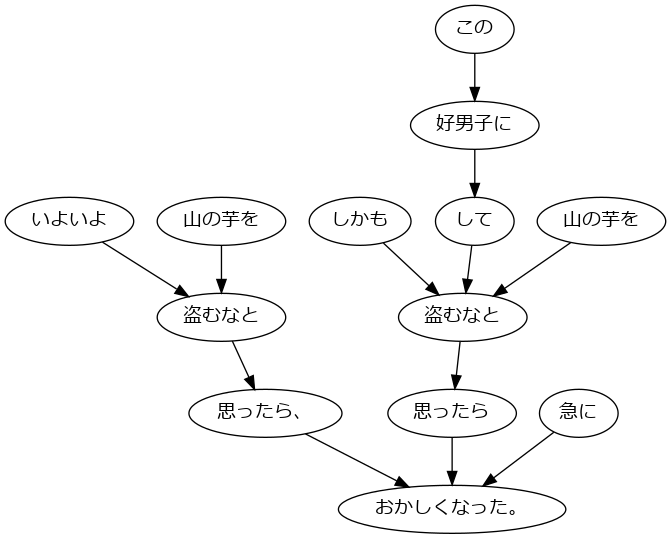 この
好男子に
いよいよ
山の芋を
しかも
して
山の芋を
盗むなと
盗むなと
思ったら、
思ったら
急に
おかしくなった。